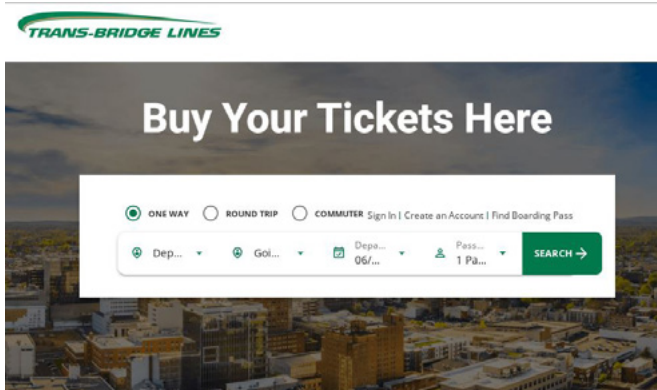 TRANS-BRIDGE LINES
Buy Your Tickets Here
ONE WAY ROUND TRIP COMMUTER Sign In | Create an Account | Find Boarding Pass
Depa... Pass...
Dep... Goi... 06/... 1 Pa... SEARCH →